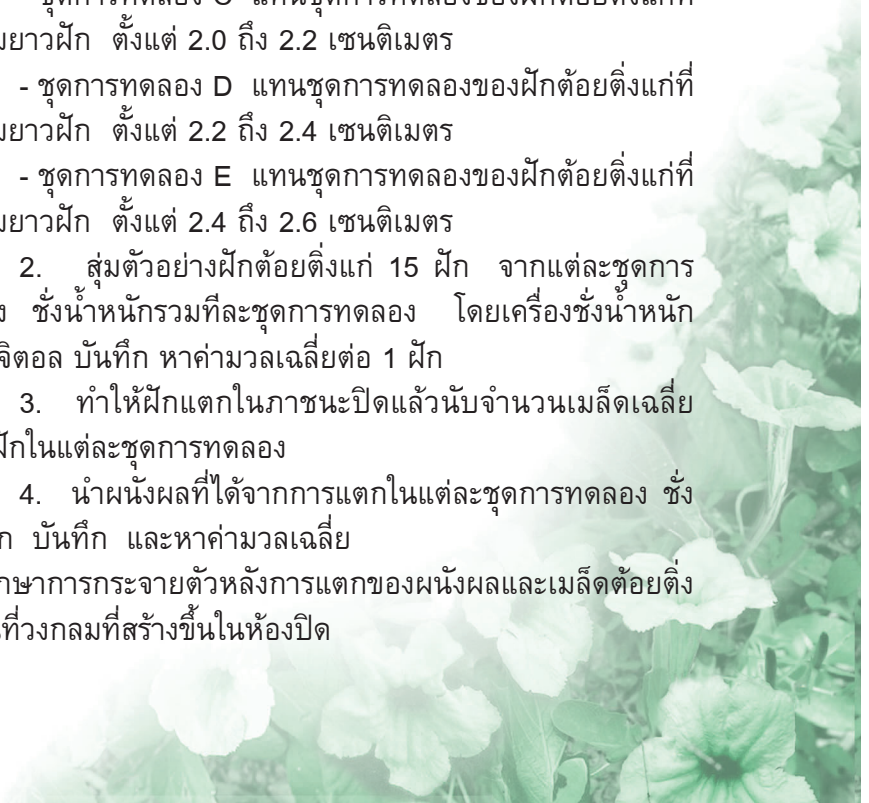 ชุดการทดลอง C แทนชุดการทดลองของฝักต้อยติ่งแก่ที่
มยาวฝัก ตั้งแต่ 2.0 ถึง 2.2 เซนติเมตร
- ชุดการทดลอง D แทนชุดการทดลองของฝักต้อยติ่งแก่ที่
มยาวฝัก ตั้งแต่ 2.2 ถึง 2.4 เซนติเมตร
- ชุดการทดลอง E แทนชุดการทดลองของฝักต้อยติ่งแก่ที่
มยาวฝัก ตั้งแต่ 2.4 ถึง 2.6 เซนติเมตร
2. สุ่มตัวอย่างฝักต้อยติ่งแก่ 15 ฝัก จากแต่ละชุดการ
ง ชั่งน้ำหนักรวมทีละชุดการทดลอง โดยเครื่องชั่งน้ำหนัก
จิตอล บันทึก หาค่ามวลเฉลี่ยต่อ 1 ฝัก
3. ทำให้ฝักแตกในภาชนะปิดแล้วนับจำนวนเมล็ดเฉลี่ย
ฝักในแต่ละชุดการทดลอง
4. นำผนังผลที่ได้จากการแตกในแต่ละชุดการทดลอง ชั่ง
ก บันทึก และหาค่ามวลเฉลี่ย
กษาการกระจายตัวหลังการแตกของผนังผลและเมล็ดต้อยติ่ง
ที่วงกลมที่สร้างขึ้นในห้องปิด